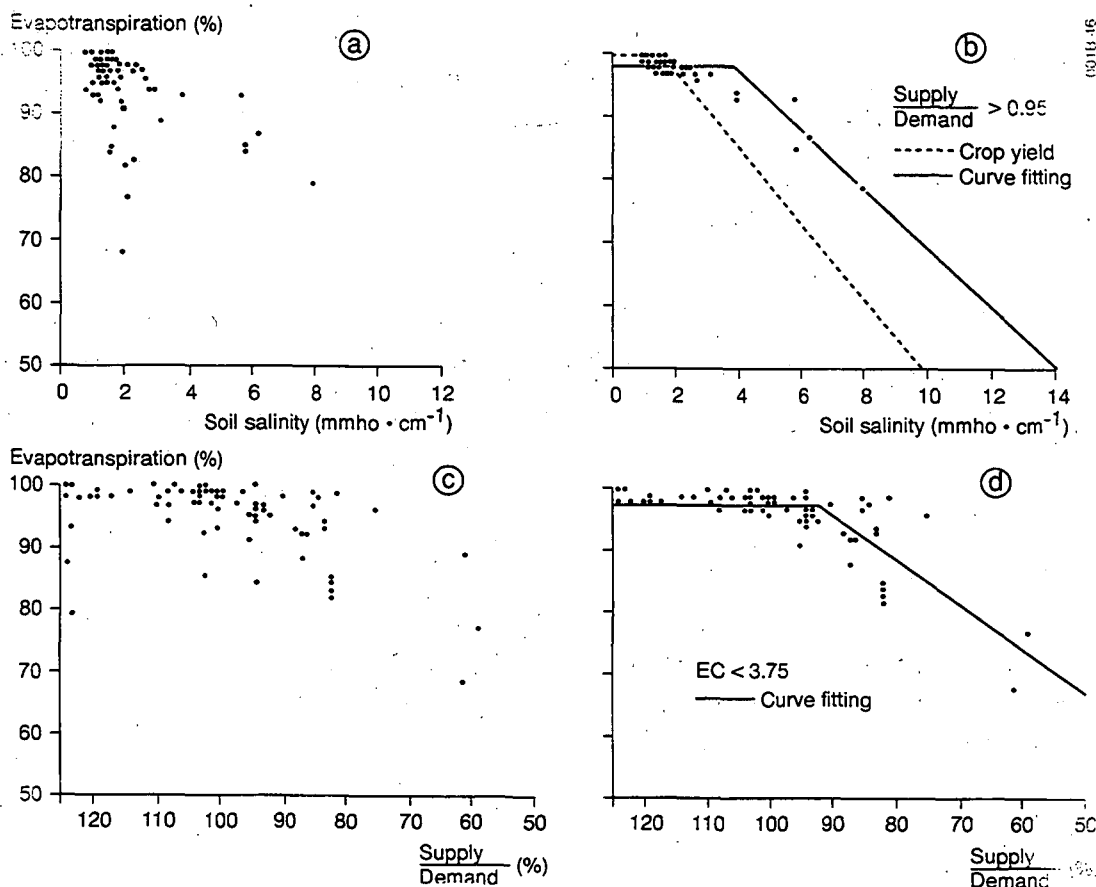 Evapotranspiration (%)
ⓐ
100
90
80
70
60
50
0 2 4 6 8 10 12
Soil salinity (mmho • cm⁻¹)
ⓑ
Supply
Demand > 0.95
Crop yield
Curve fitting
0 2 4 6 8 10 12 14
Soil salinity (mmho • cm⁻¹)
Evapotranspiration (%)
ⓒ
100
90
80
70
60
50
120 110 100 90 80 70 60 50
Supply
Demand (%)
ⓓ
EC < 3.75
Curve fitting
120 110 100 90 80 70 60 50
Supply
Demand